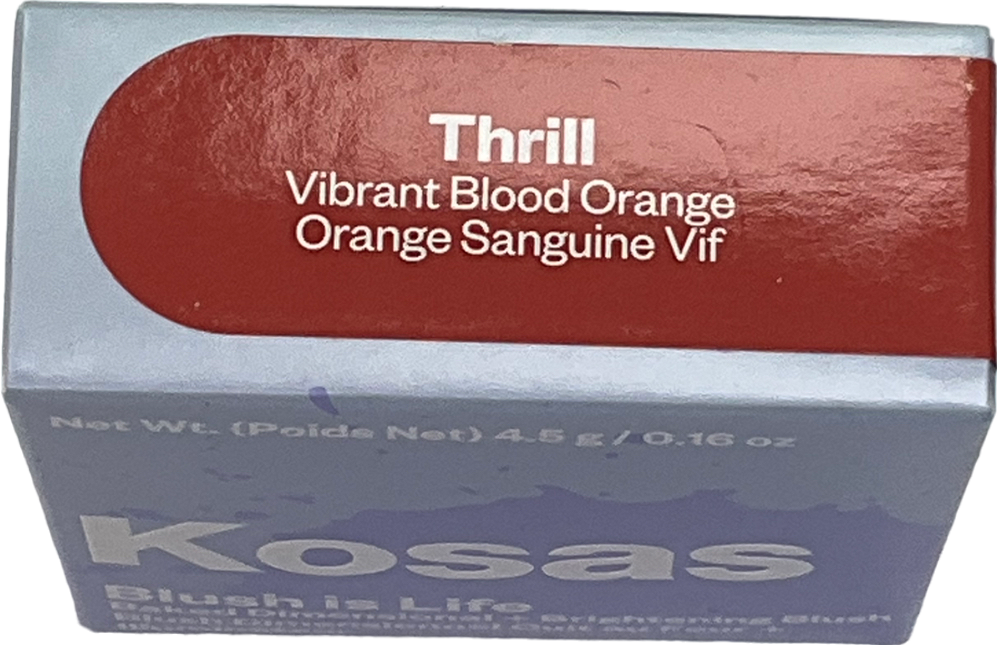 Thrill
Vibrant Blood Orange
Orange Sanguine Vif
Net Wt. (Poids Net) 4.5 g / 0.16 oz
Kosas
Blush is Life
Baked Dimensional + Brightening Blush